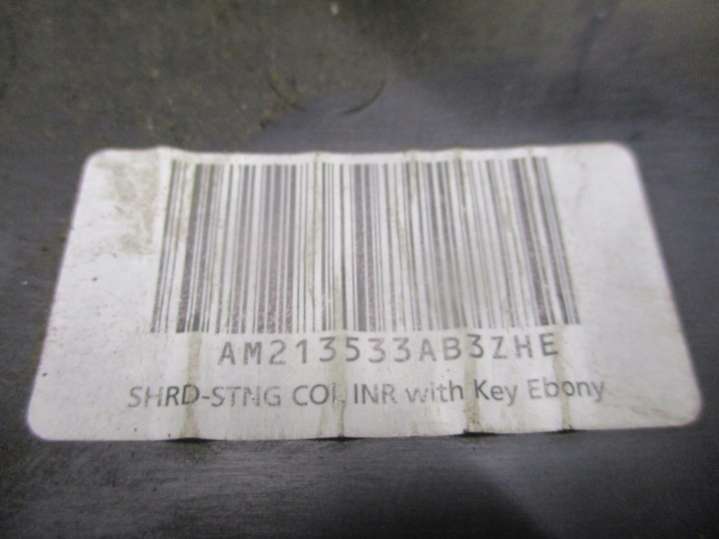 AM213533AB3ZHE
SHRD-STNG COL INR with Key Ebony